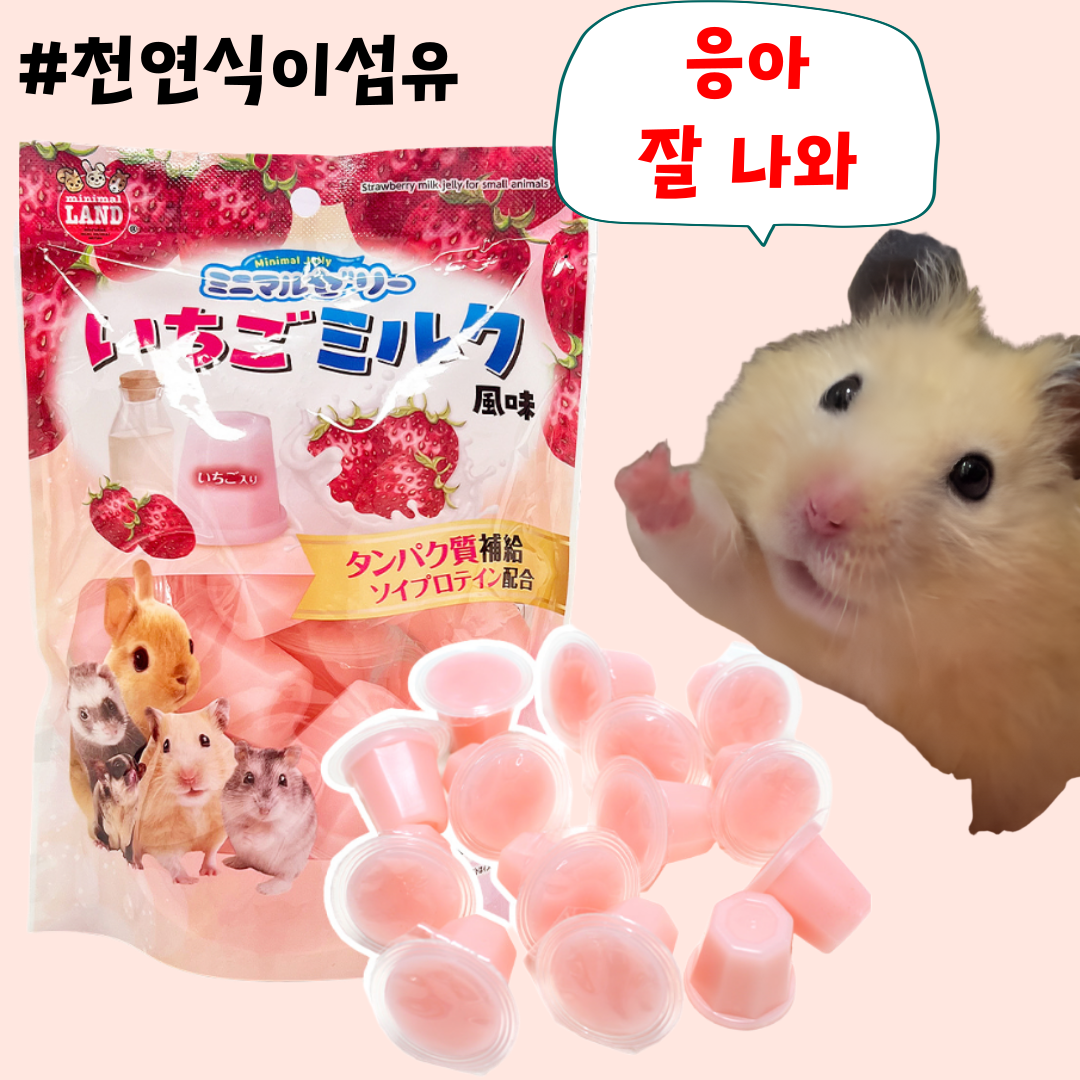 #천연식이섬유
응아
잘 나와
minimal
LAND
Strawberry milk jelly for small animals
Minimal Jelly
ミニマルゼリー
いちごミルク
風味
いちご入り
タンパク質補給
ソイプロテイン配合